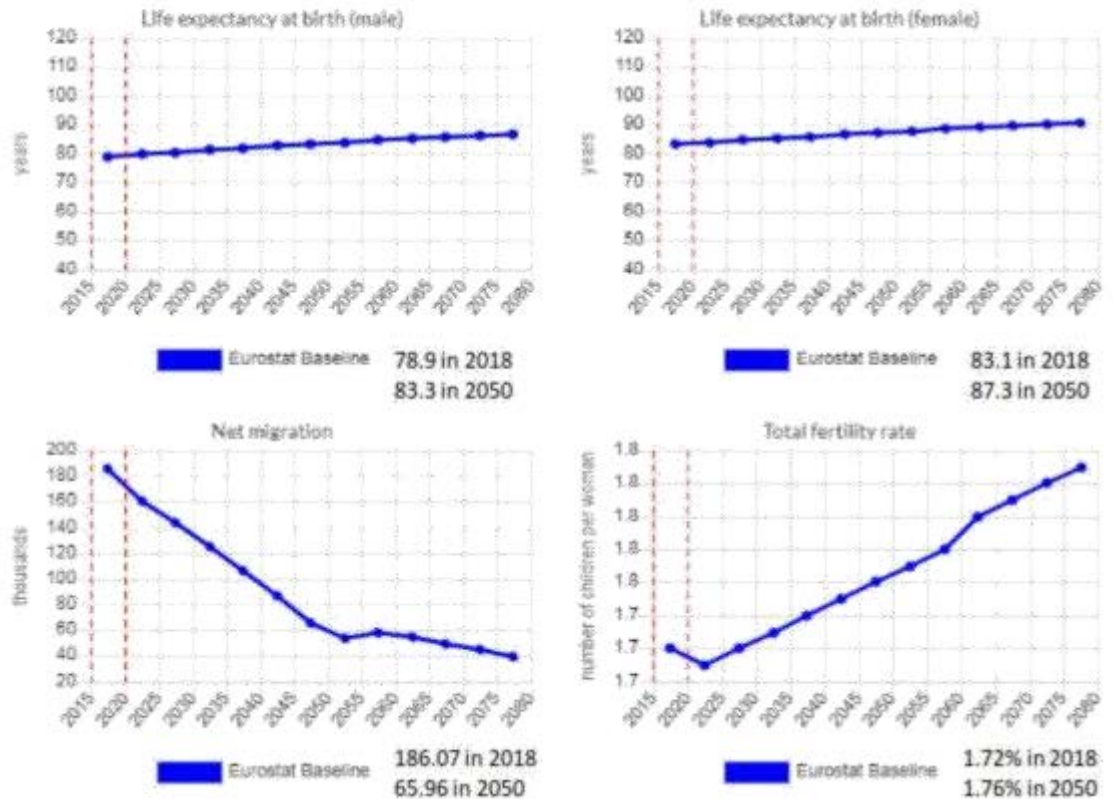 Life expectancy at birth (male)
120
110
100
90
80
70
60
50
40
years
2015 2020 2025 2030 2035 2040 2045 2050 2055 2060 2065 2070 2075 2080
Eurostat Baseline 78.9 in 2018
83.3 in 2050
Life expectancy at birth (female)
120
110
100
90
80
70
60
50
40
years
2015 2020 2025 2030 2035 2040 2045 2050 2055 2060 2065 2070 2075 2080
Eurostat Baseline 83.1 in 2018
87.3 in 2050
Net migration
200
180
160
140
120
100
80
60
40
20
thousands
2015 2020 2025 2030 2035 2040 2045 2050 2055 2060 2065 2070 2075 2080
Eurostat Baseline 186.07 in 2018
65.96 in 2050
Total fertility rate
1.8
1.8
1.8
1.8
1.8
1.7
1.7
1.7
number of children per woman
2015 2020 2025 2030 2035 2040 2045 2050 2055 2060 2065 2070 2075 2080
Eurostat Baseline 1.72% in 2018
1.76% in 2050